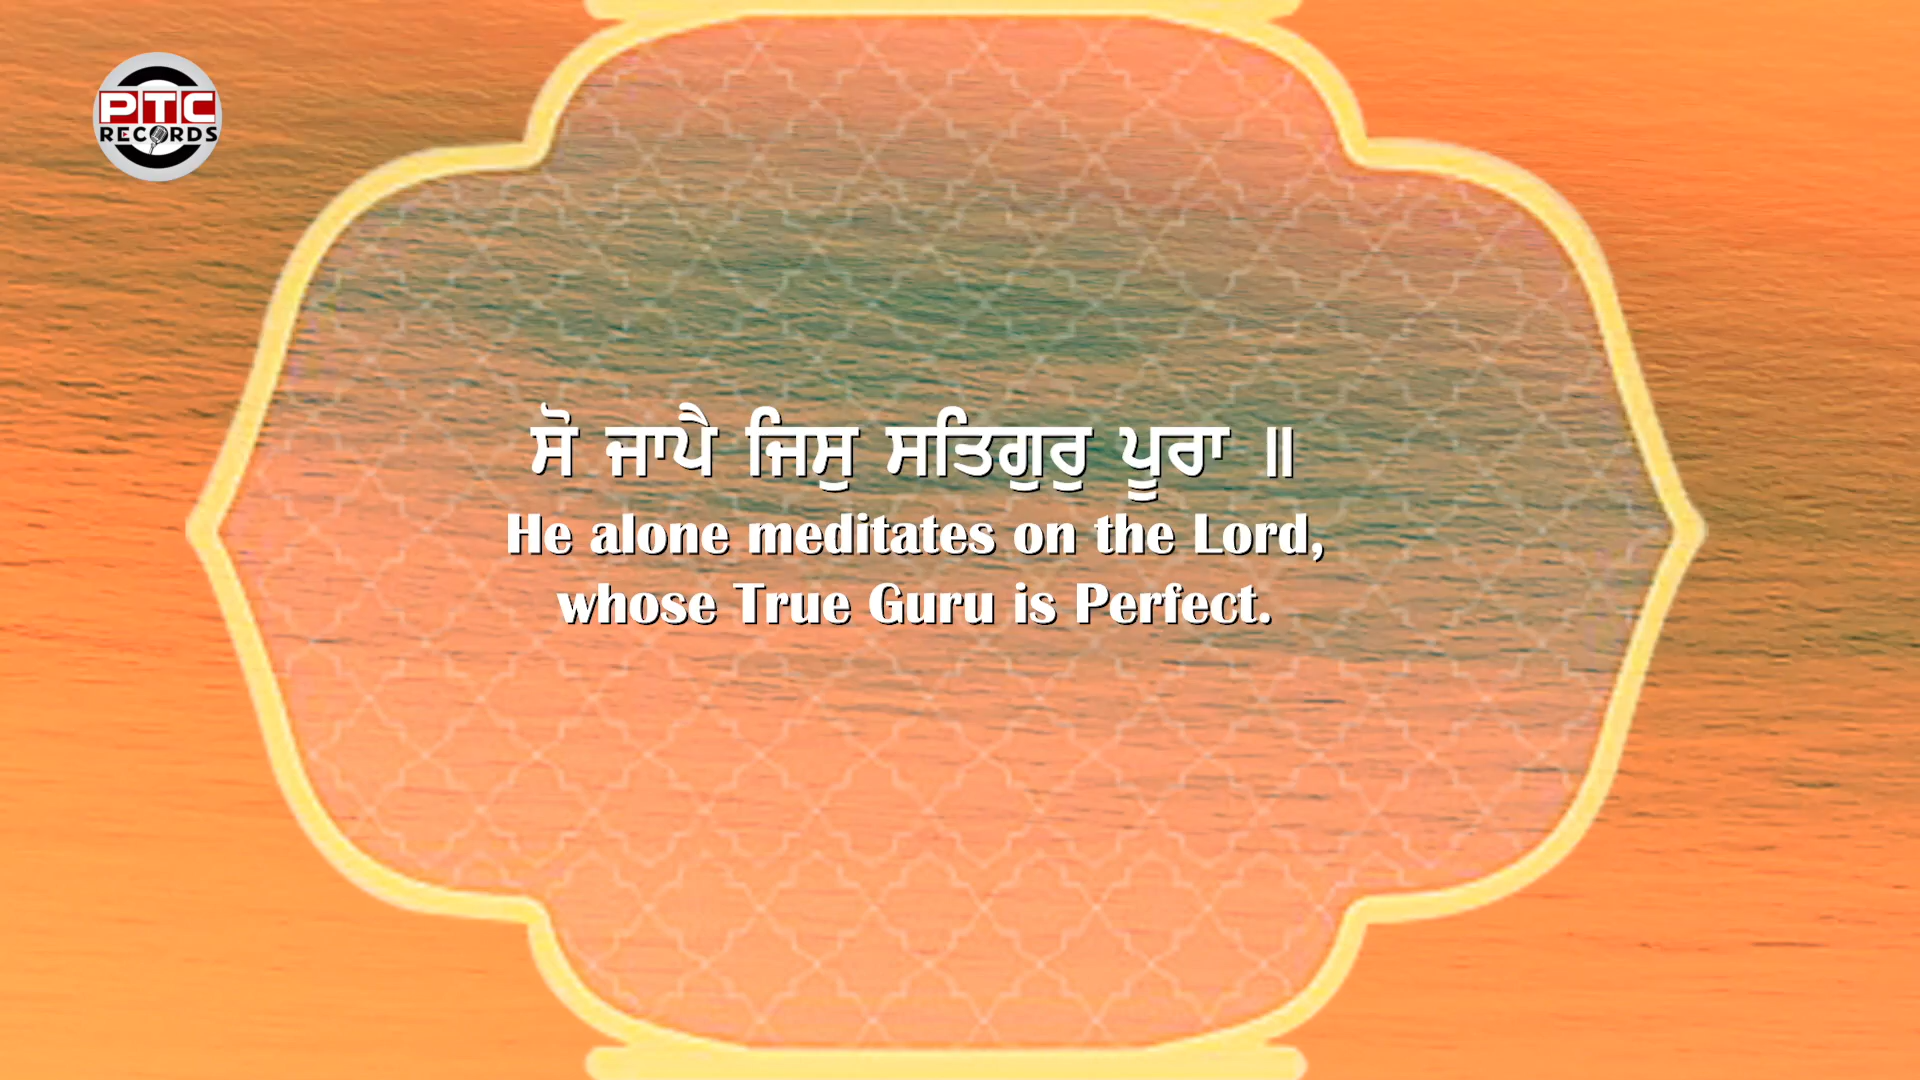 PTC
RECORDS
ਸੋ ਜਾਪੈ ਜਿਸੁ ਸਤਿਗੁਰੁ ਪੂਰਾ ॥
He alone meditates on the Lord,
whose True Guru is Perfect.